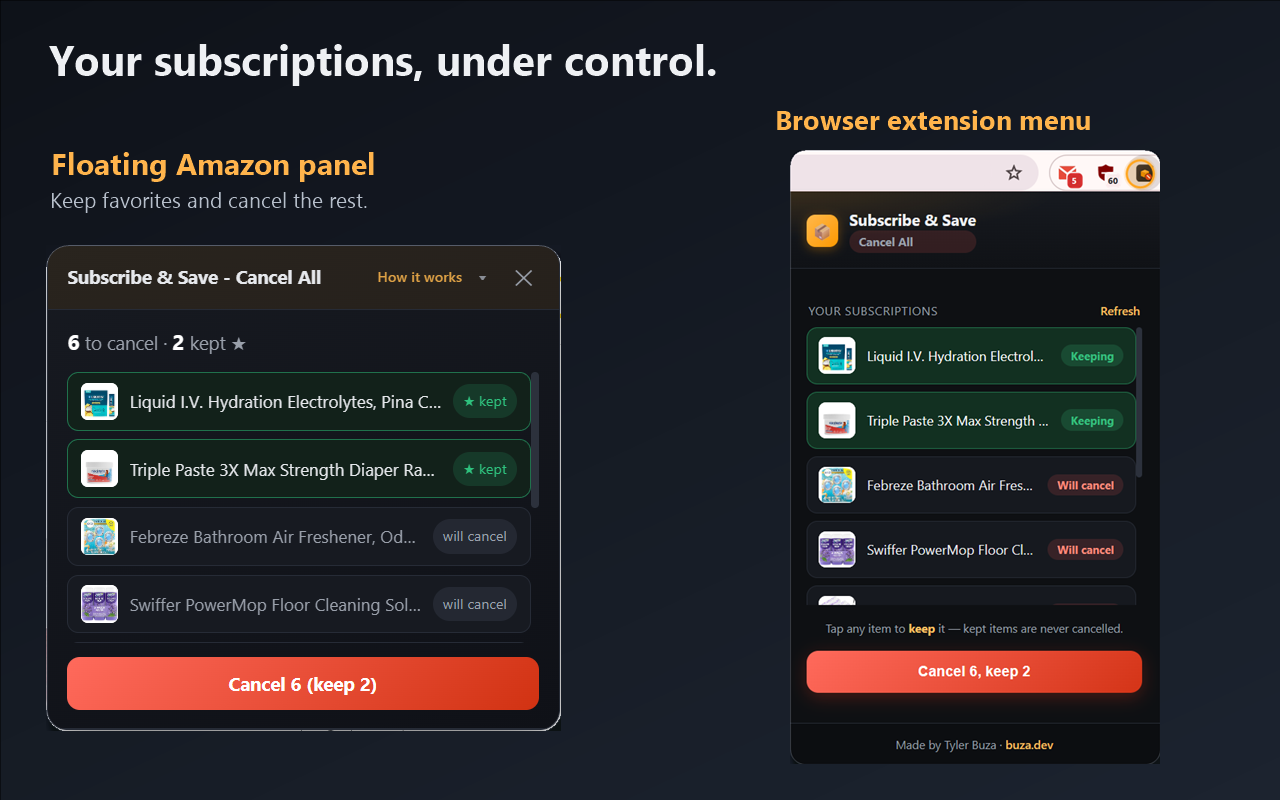 Your subscriptions, under control.
Floating Amazon panel
Keep favorites and cancel the rest.
Subscribe & Save - Cancel All
How it works
6 to cancel · 2 kept ★
Liquid I.V. Hydration Electrolytes, Pina C...
★ kept
Triple Paste 3X Max Strength Diaper Ra...
★ kept
Febreze Bathroom Air Freshener, Od...
will cancel
Swiffer PowerMop Floor Cleaning Sol...
will cancel
Cancel 6 (keep 2)
Browser extension menu
5
60
Subscribe & Save
Cancel All
YOUR SUBSCRIPTIONS
Refresh
Liquid I.V. Hydration Electrol...
Keeping
Triple Paste 3X Max Strength ...
Keeping
Febreze Bathroom Air Fres...
Will cancel
Swiffer PowerMop Floor Cl...
Will cancel
Tap any item to keep it — kept items are never cancelled.
Cancel 6, keep 2
Made by Tyler Buza · buza.dev